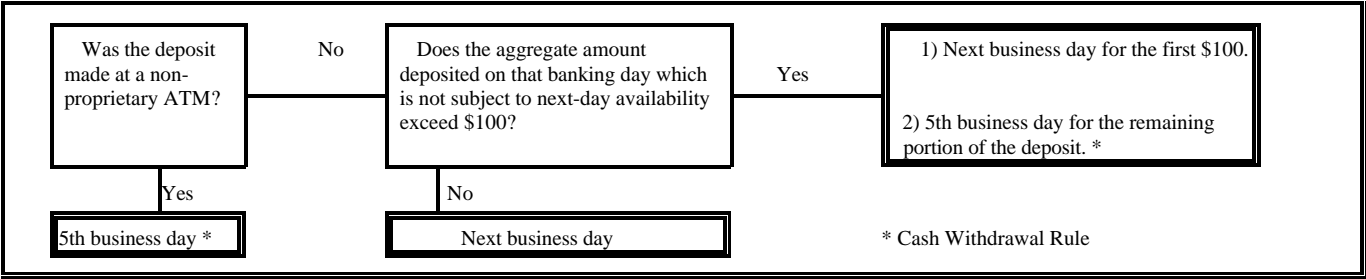 Was the deposit
made at a non-
proprietary ATM?
No
Does the aggregate amount
deposited on that banking day which
is not subject to next-day availability
exceed $100?
Yes
1) Next business day for the first $100.
2) 5th business day for the remaining
portion of the deposit. *
Yes
No
5th business day *
Next business day
* Cash Withdrawal Rule